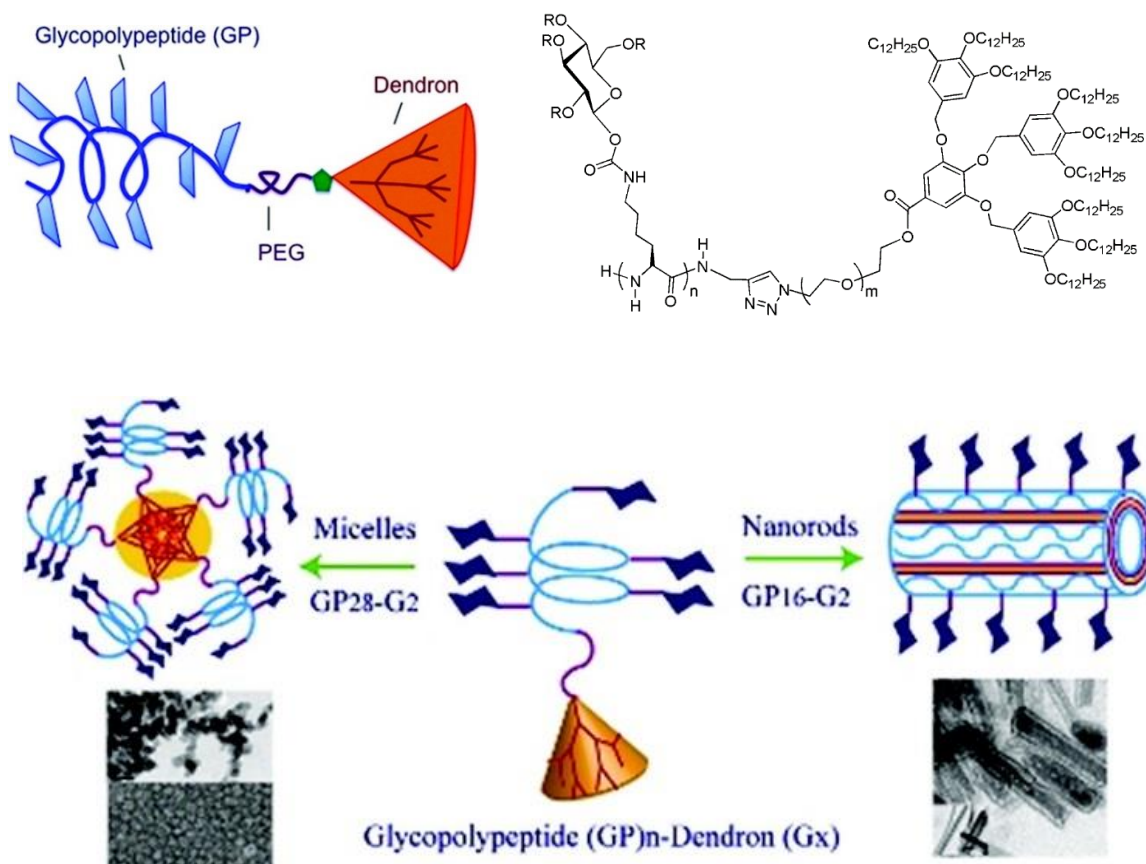 Glycopolypeptide (GP)
Dendron
PEG
RO
RO
OR
O
RO
O
O
NH
H
N
H
O
n
H
N
N=N
N
O
m
O
O
O
O
O
C12H25O
OC12H25
OC12H25
OC12H25
OC12H25
OC12H25
OC12H25
OC12H25
OC12H25
Micelles
GP28-G2
Nanorods
GP16-G2
Glycopolypeptide (GP)n-Dendron (Gx)